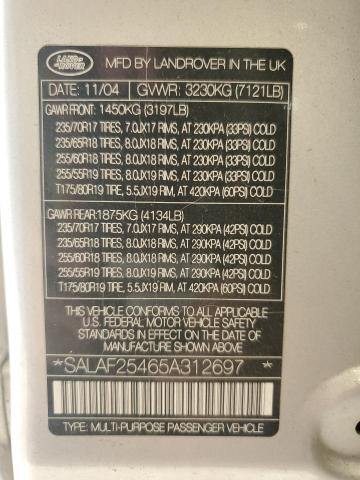 LAND ROVER
MFD BY LANDROVER IN THE UK
DATE: 11/04 GVWR: 3230KG (7121LB)
GAWR FRONT: 1450KG (3197LB)
235/70R17 TIRES, 7.0JX17 RIMS, AT 230KPA (33PSI) COLD
235/65R18 TIRES, 8.0JX18 RIMS, AT 230KPA (33PSI) COLD
255/60R18 TIRES, 8.0JX18 RIMS, AT 230KPA (33PSI) COLD
255/55R19 TIRES, 8.0JX19 RIMS, AT 230KPA (33PSI) COLD
T175/80R19 TIRE, 5.5JX19 RIM, AT 420KPA (60PSI) COLD
GAWR REAR: 1875KG (4134LB)
235/70R17 TIRES, 7.0JX17 RIMS, AT 290KPA (42PSI) COLD
235/65R18 TIRES, 8.0JX18 RIMS, AT 290KPA (42PSI) COLD
255/60R18 TIRES, 8.0JX18 RIMS, AT 290KPA (42PSI) COLD
255/55R19 TIRES, 8.0JX19 RIMS, AT 290KPA (42PSI) COLD
T175/80R19 TIRE, 5.5JX19 RIM, AT 420KPA (60PSI) COLD
THIS VEHICLE CONFORMS TO ALL APPLICABLE
U.S. FEDERAL MOTOR VEHICLE SAFETY
AND THEFT PREVENTION STANDARDS IN EFFECT
ON THE DATE OF MANUFACTURE SHOWN ABOVE
*SALAF25465A312697*
TYPE: MULTI-PURPOSE PASSENGER VEHICLE